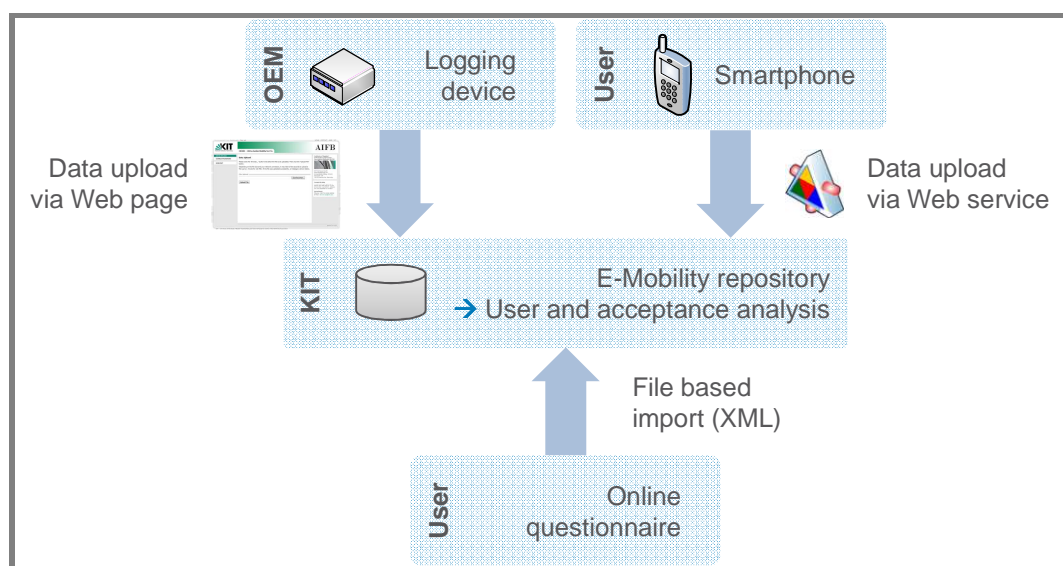 OEM
Logging
device
User
Smartphone
KIT
AIFB
Data upload
via Web page
Data upload
via Web service
KIT
E-Mobility repository
→ User and acceptance analysis
File based
import (XML)
User
Online
questionnaire